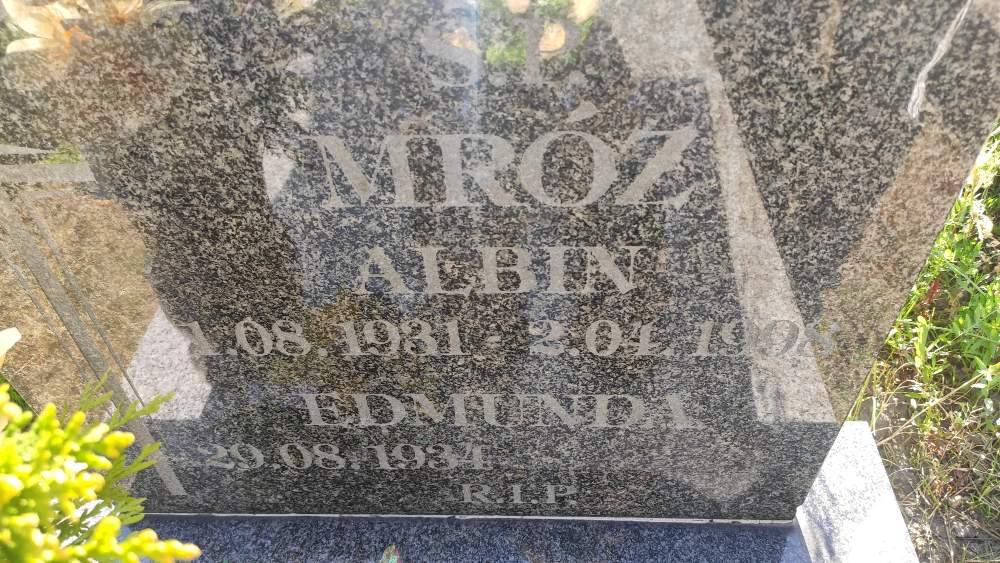 Ś.P.
MRÓZ
ALBIN
1.08.1931 - 2.04.1998
EDMUNDA
29.08.1934
R.I.P.